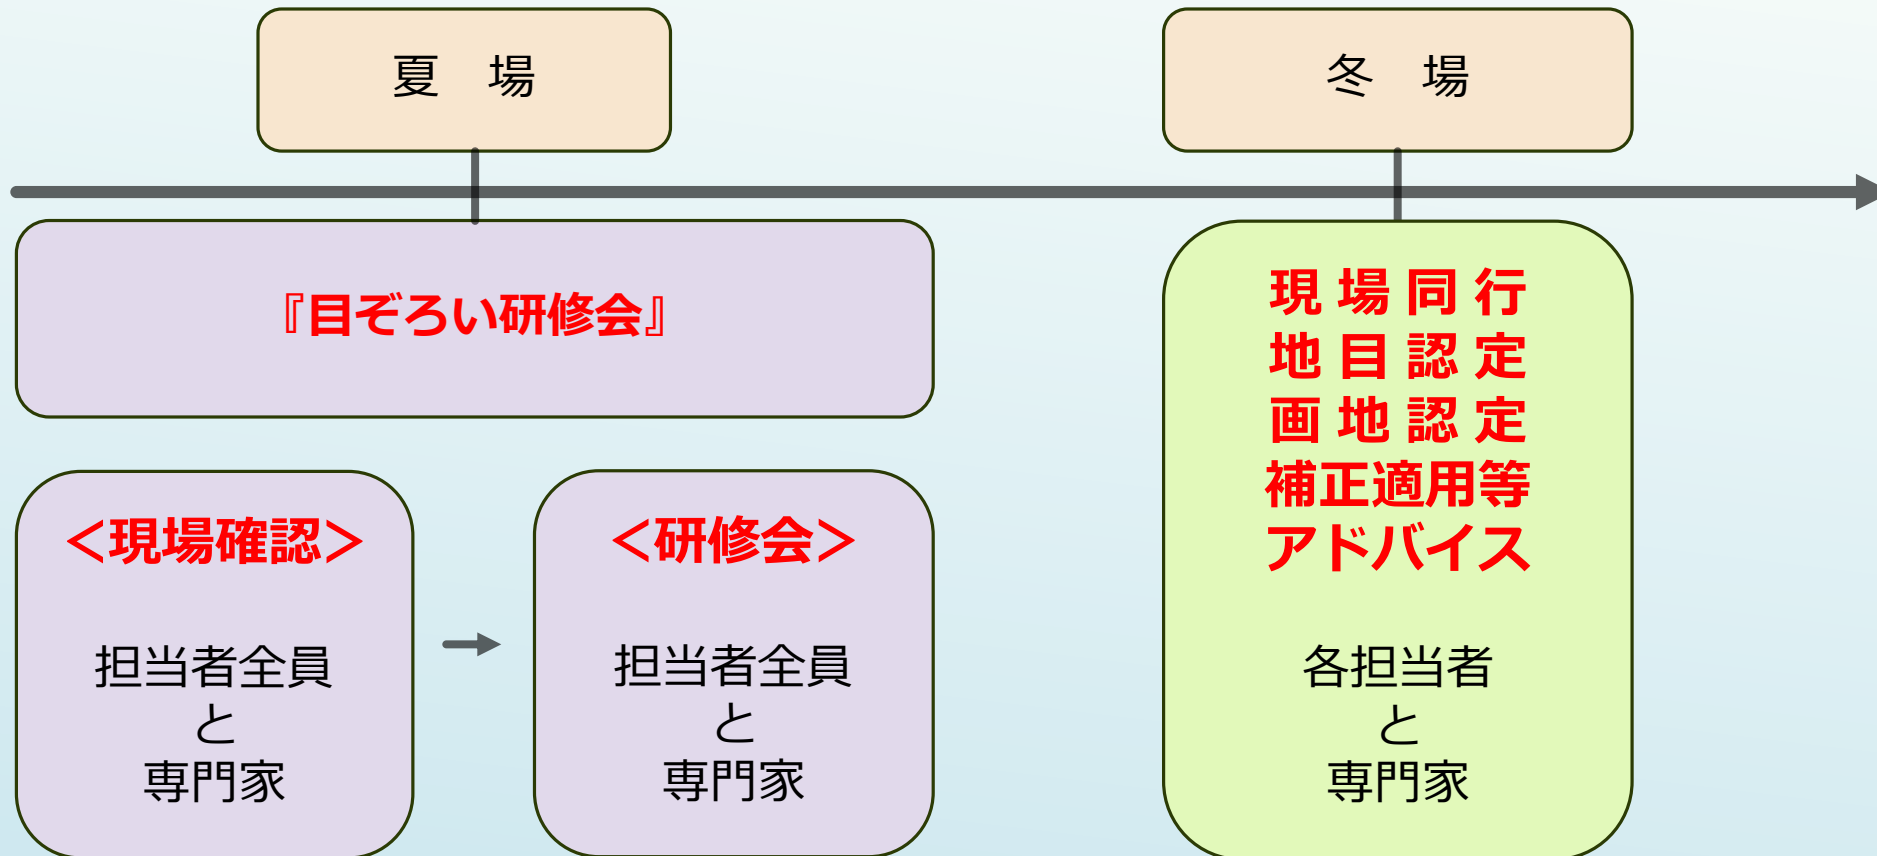 夏　場
冬　場
『目ぞろい研修会』
＜現場確認＞
担当者全員
と
専門家
＜研修会＞
担当者全員
と
専門家
現 場 同 行
地 目 認 定
画 地 認 定
補正適用等
アドバイス
各担当者
と
専門家